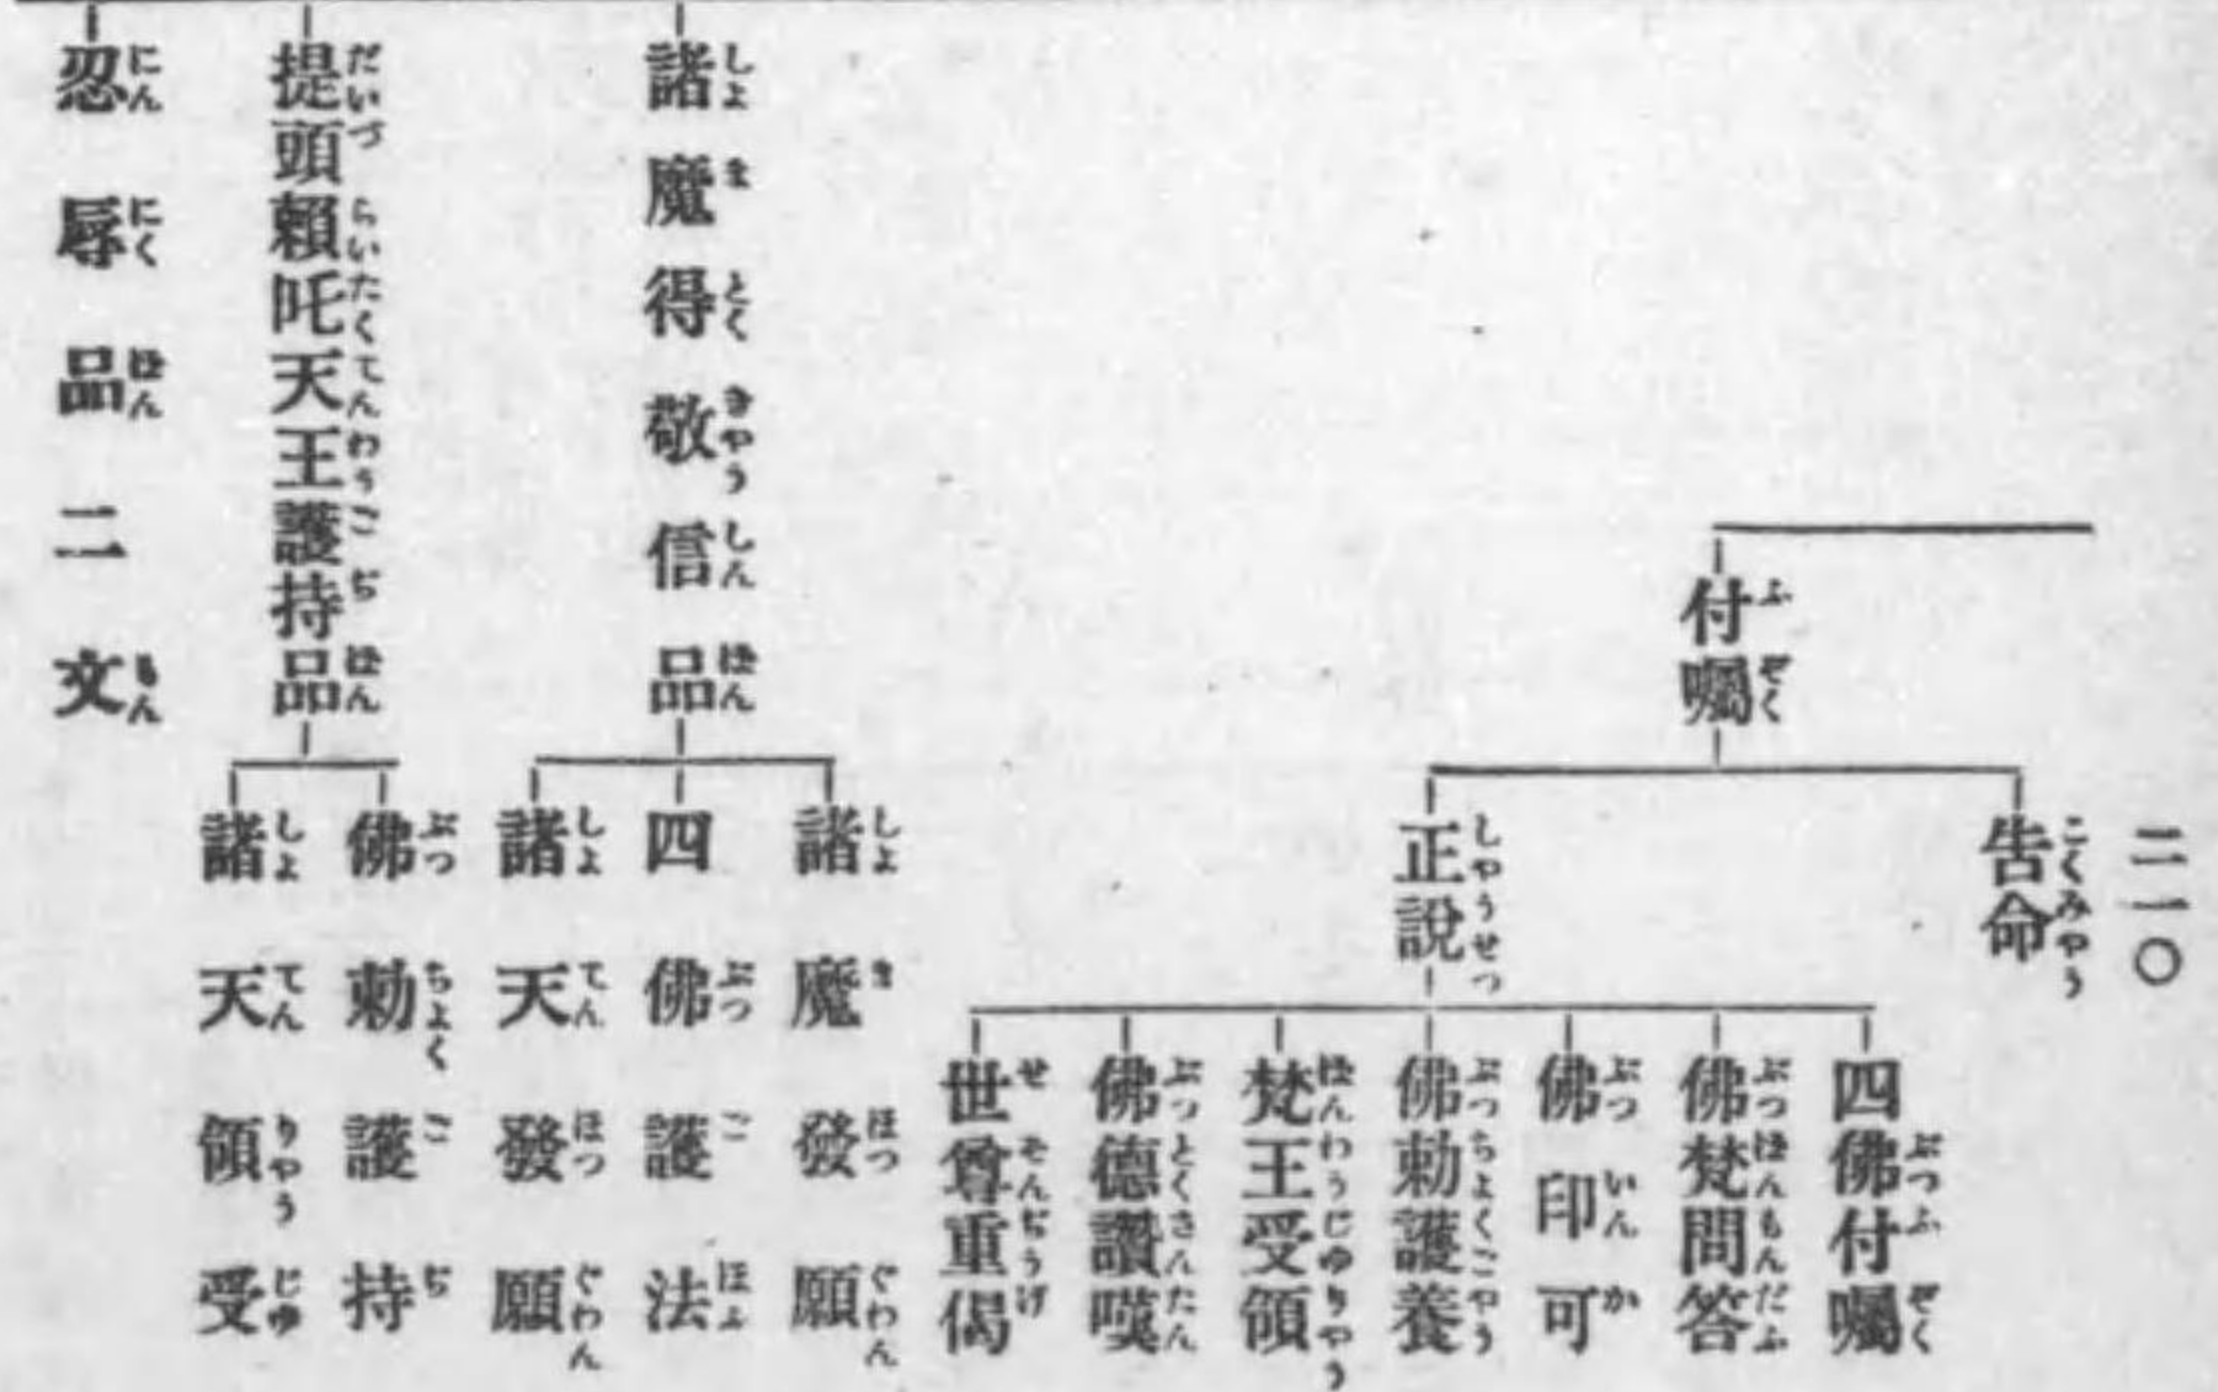 二一〇
付囑
告命
正說
四佛付囑
佛梵問答
佛印可
佛勅護養
梵王受領
佛德讚嘆
世尊重偈
諸魔得敬信品
諸魔發願
四佛護法
諸天發願
提頭賴吒天王護持品
佛勅護持
諸天領受
忍辱品二文